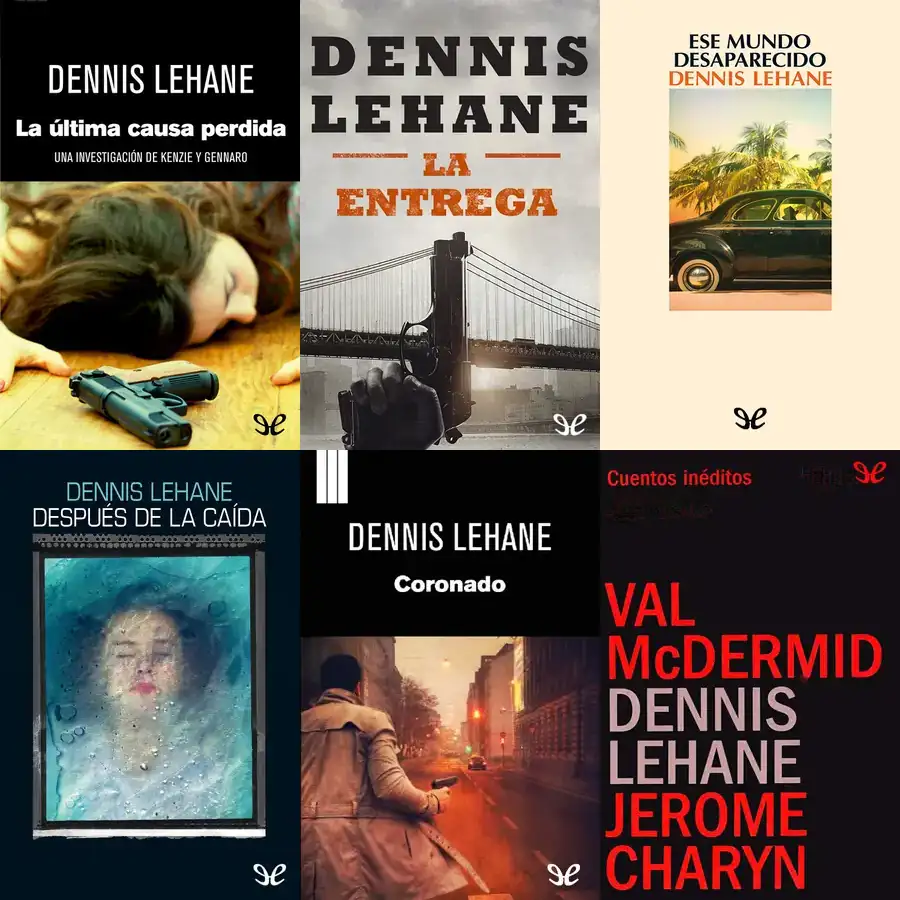 DENNIS LEHANE
La última causa perdida
UNA INVESTIGACIÓN DE KENZIE Y GENNARO
DENNIS
LEHANE
LA
ENTREGA
ESE MUNDO
DESAPARECIDO
DENNIS LEHANE
DENNIS LEHANE
DESPUÉS DE LA CAÍDA
DENNIS LEHANE
Coronado
Cuentos inéditos
VAL
McDERMID
DENNIS
LEHANE
JEROME
CHARYN